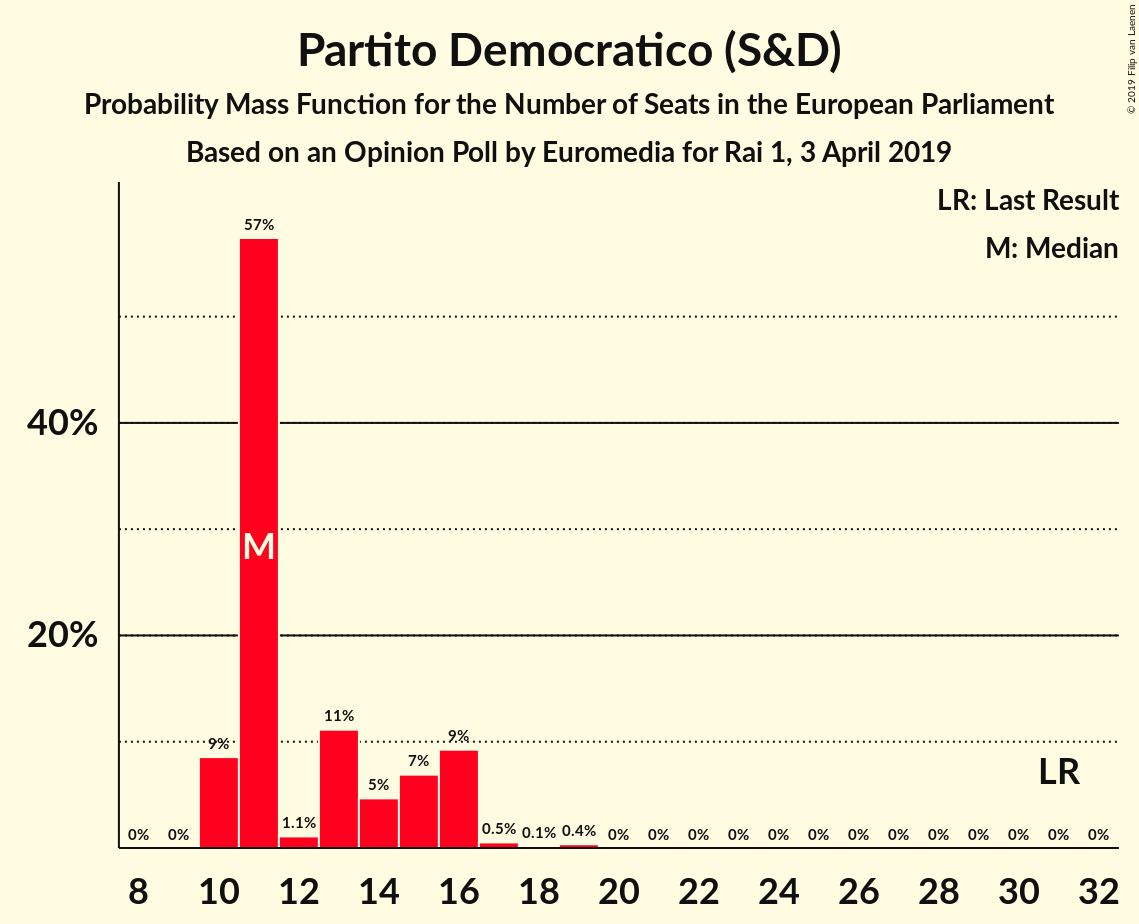 Partito Democratico (S&D)
Probability Mass Function for the Number of Seats in the European Parliament
Based on an Opinion Poll by Euromedia for Rai 1, 3 April 2019
© 2019 Filip van Laenen
LR: Last Result
M: Median
57%
40%
M
20%
9% 11% 9%
7%
5%
LR
0% 0% 1.1% 0.5% 0.1% 0.4% 0% 0% 0% 0% 0% 0% 0% 0% 0% 0% 0% 0% 0%
8 10 12 14 16 18 20 22 24 26 28 30 32